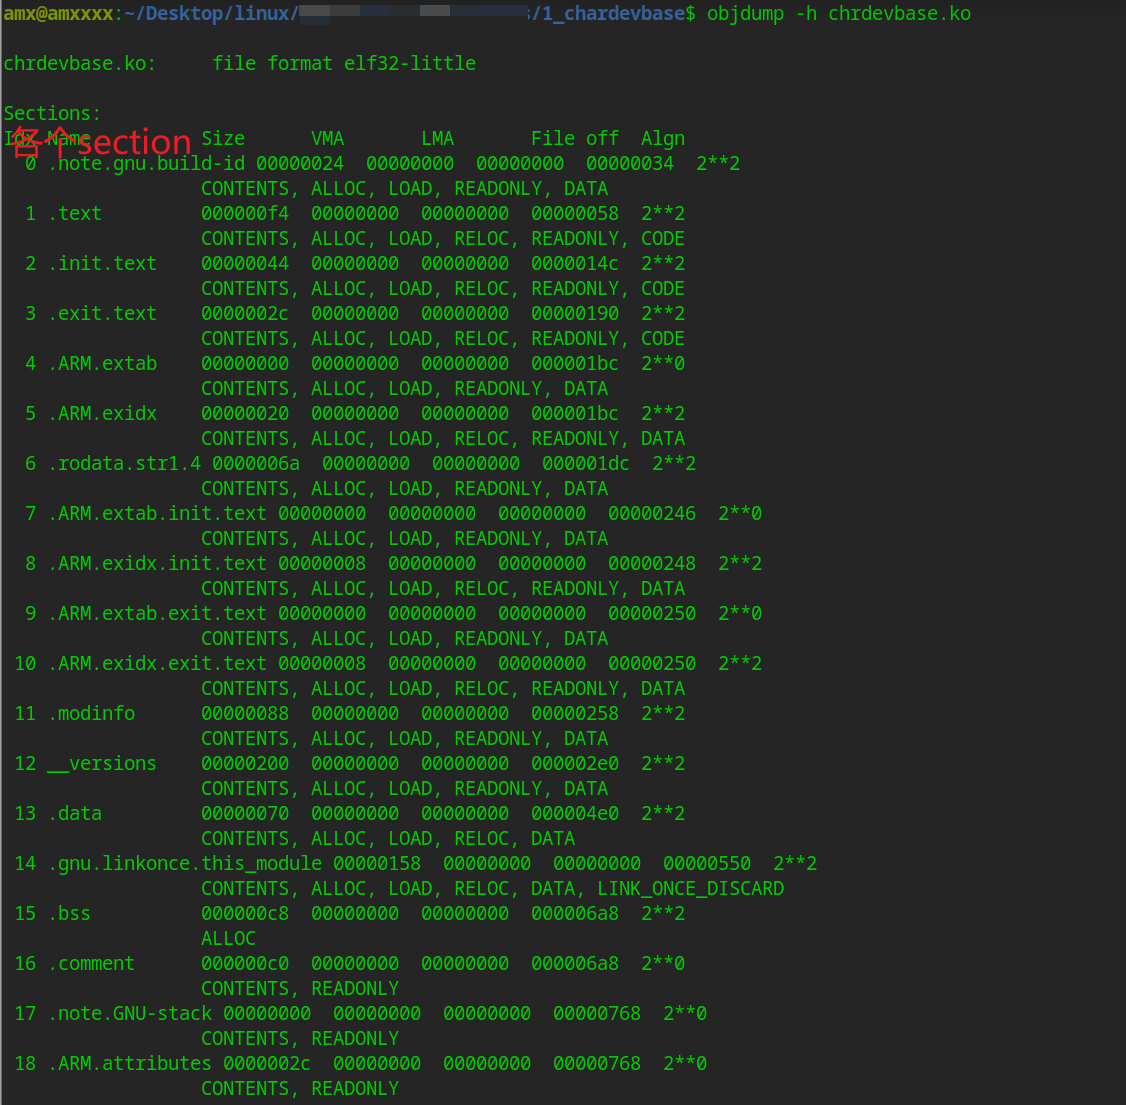 amx@amxxxx:~/Desktop/linux/ /1_chardevbase$ objdump -h chrdevbase.ko
chrdevbase.ko:     file format elf32-little
Sections:
Idx Name          Size      VMA       LMA       File off  Algn
各个section
  0 .note.gnu.build-id 00000024  00000000  00000000  00000034  2**2
                  CONTENTS, ALLOC, LOAD, READONLY, DATA
  1 .text         000000f4  00000000  00000000  00000058  2**2
                  CONTENTS, ALLOC, LOAD, RELOC, READONLY, CODE
  2 .init.text    00000044  00000000  00000000  0000014c  2**2
                  CONTENTS, ALLOC, LOAD, RELOC, READONLY, CODE
  3 .exit.text    0000002c  00000000  00000000  00000190  2**2
                  CONTENTS, ALLOC, LOAD, RELOC, READONLY, CODE
  4 .ARM.extab    00000000  00000000  00000000  000001bc  2**0
                  CONTENTS, ALLOC, LOAD, READONLY, DATA
  5 .ARM.exidx    00000020  00000000  00000000  000001bc  2**2
                  CONTENTS, ALLOC, LOAD, RELOC, READONLY, DATA
  6 .rodata.str1.4 0000006a  00000000  00000000  000001dc  2**2
                  CONTENTS, ALLOC, LOAD, READONLY, DATA
  7 .ARM.extab.init.text 00000000  00000000  00000000  00000246  2**0
                  CONTENTS, ALLOC, LOAD, READONLY, DATA
  8 .ARM.exidx.init.text 00000008  00000000  00000000  00000248  2**2
                  CONTENTS, ALLOC, LOAD, RELOC, READONLY, DATA
  9 .ARM.extab.exit.text 00000000  00000000  00000000  00000250  2**0
                  CONTENTS, ALLOC, LOAD, READONLY, DATA
 10 .ARM.exidx.exit.text 00000008  00000000  00000000  00000250  2**2
                  CONTENTS, ALLOC, LOAD, RELOC, READONLY, DATA
 11 .modinfo      00000088  00000000  00000000  00000258  2**2
                  CONTENTS, ALLOC, LOAD, READONLY, DATA
 12 __versions    00000200  00000000  00000000  000002e0  2**2
                  CONTENTS, ALLOC, LOAD, READONLY, DATA
 13 .data         00000070  00000000  00000000  000004e0  2**2
                  CONTENTS, ALLOC, LOAD, RELOC, DATA
 14 .gnu.linkonce.this_module 00000158  00000000  00000000  00000550  2**2
                  CONTENTS, ALLOC, LOAD, RELOC, DATA, LINK_ONCE_DISCARD
 15 .bss          000000c8  00000000  00000000  000006a8  2**2
                  ALLOC
 16 .comment      000000c0  00000000  00000000  000006a8  2**0
                  CONTENTS, READONLY
 17 .note.GNU-stack 00000000  00000000  00000000  00000768  2**0
                  CONTENTS, READONLY
 18 .ARM.attributes 0000002c  00000000  00000000  00000768  2**0
                  CONTENTS, READONLY